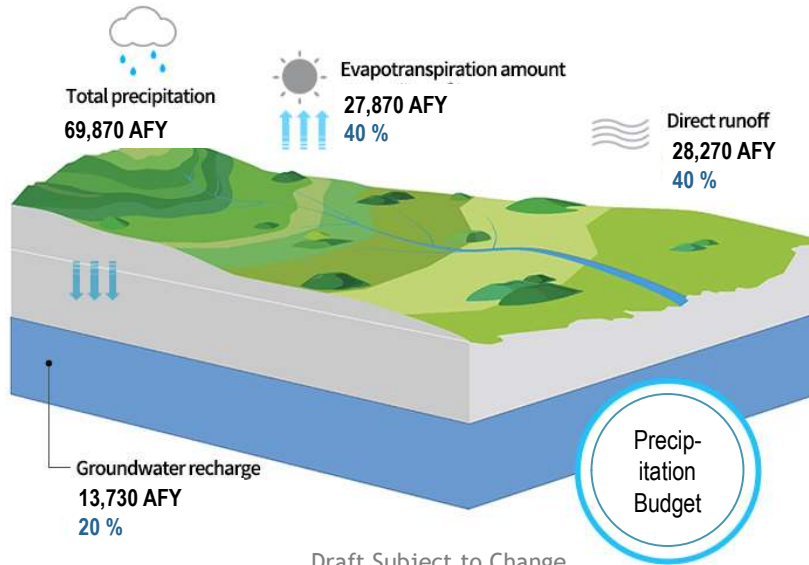 Total precipitation
69,870 AFY
Evapotranspiration amount
27,870 AFY
40 %
Direct runoff
28,270 AFY
40 %
Groundwater recharge
13,730 AFY
20 %
Precip-
itation
Budget
Draft Subject to Change